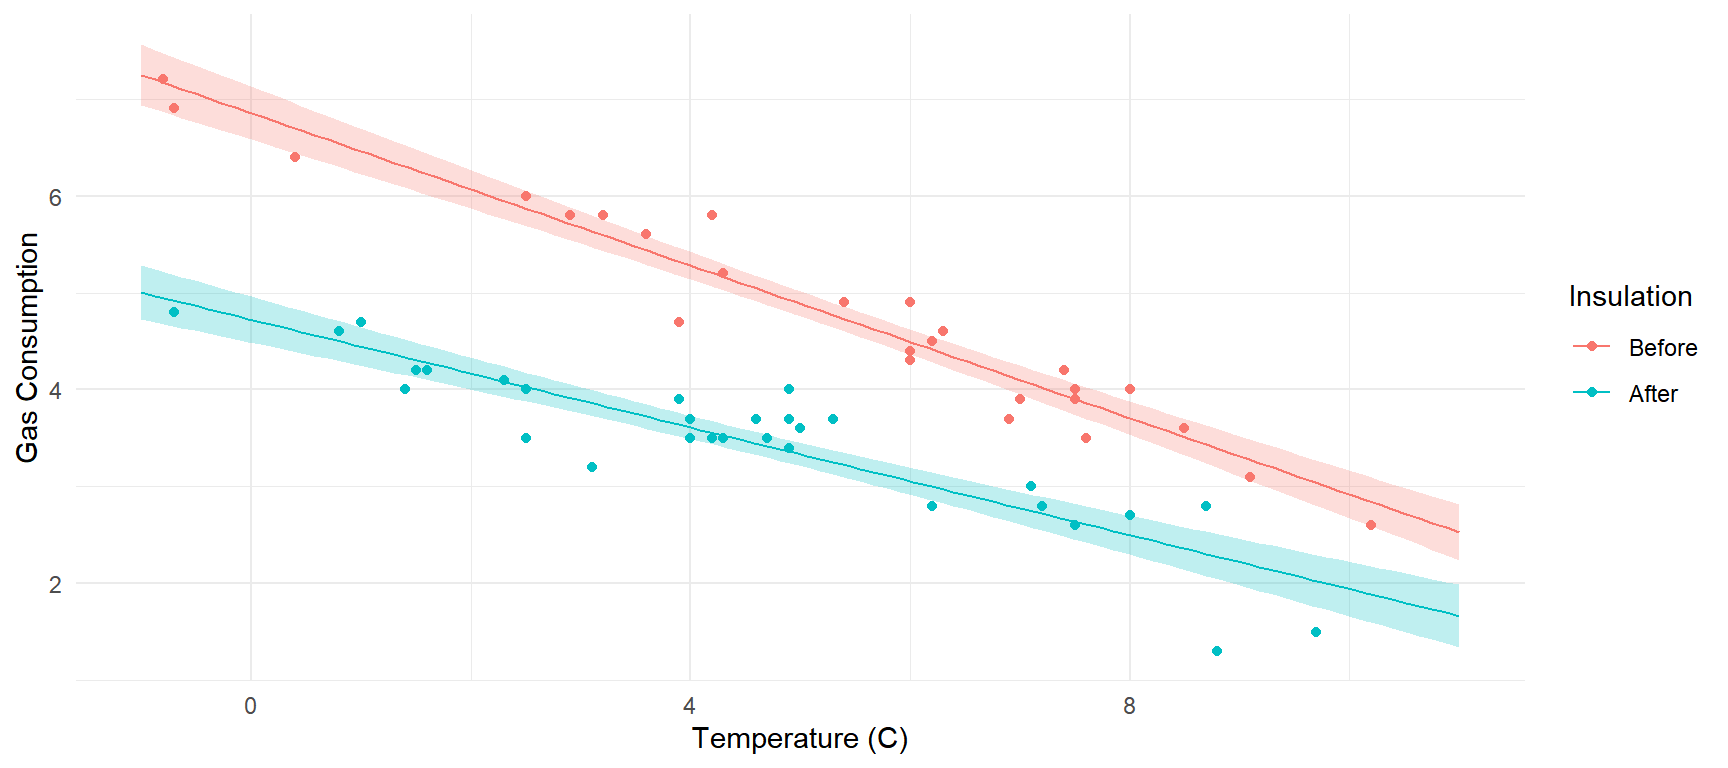 Gas Consumption
6
4
2
0
4
8
Temperature (C)
Insulation
Before
After